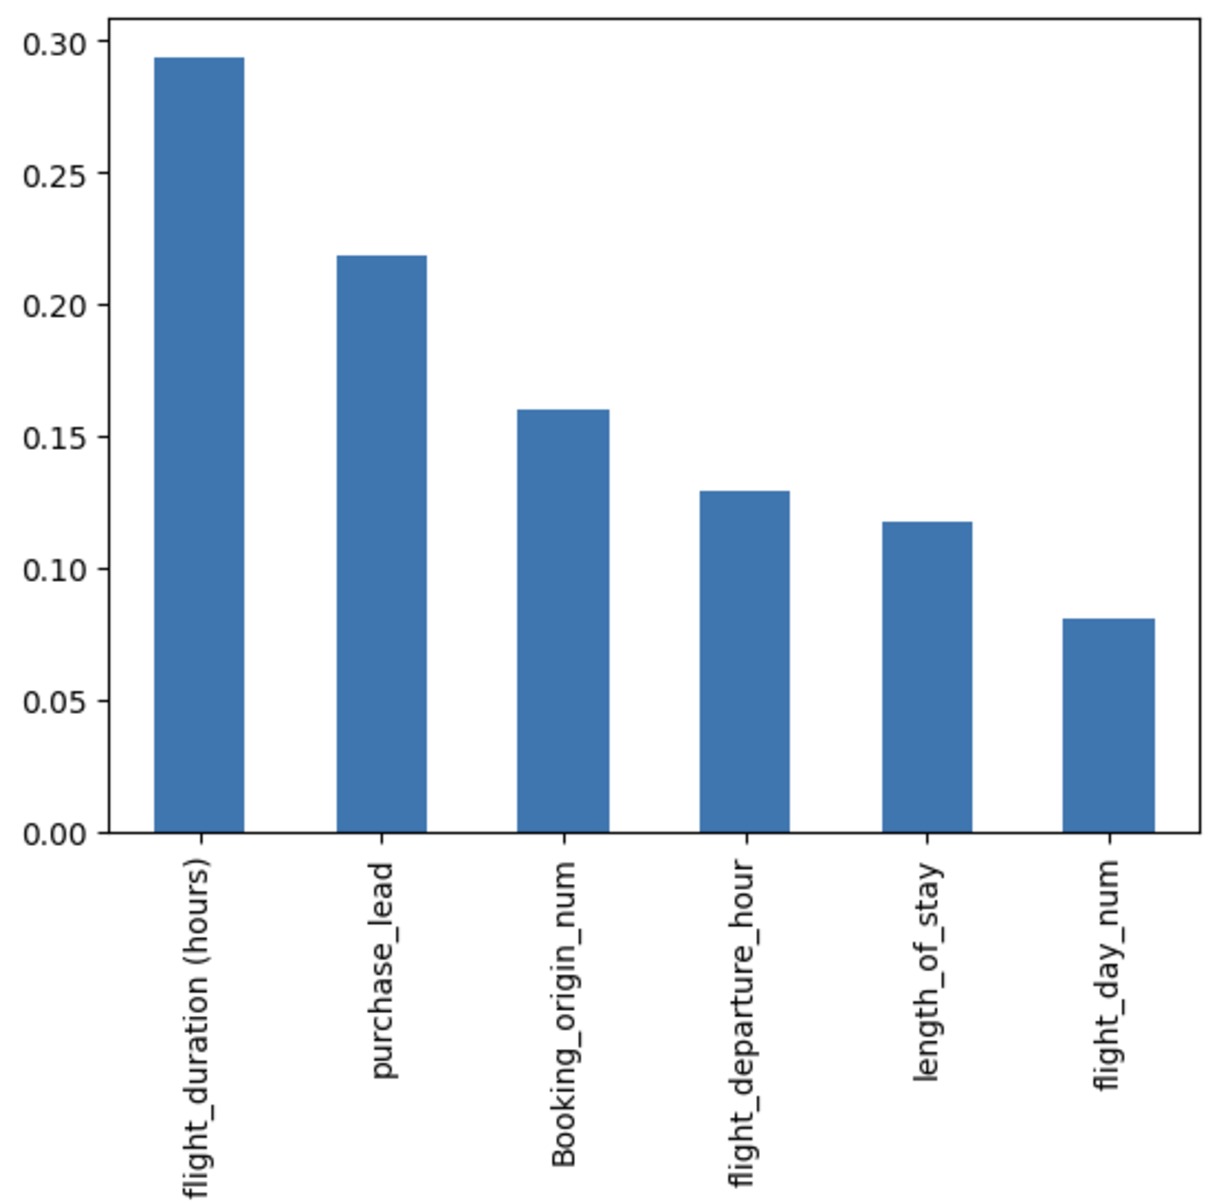 0.30
0.25
0.20
0.15
0.10
0.05
0.00
flight_duration (hours)
purchase_lead
Booking_origin_num
flight_departure_hour
length_of_stay
flight_day_num